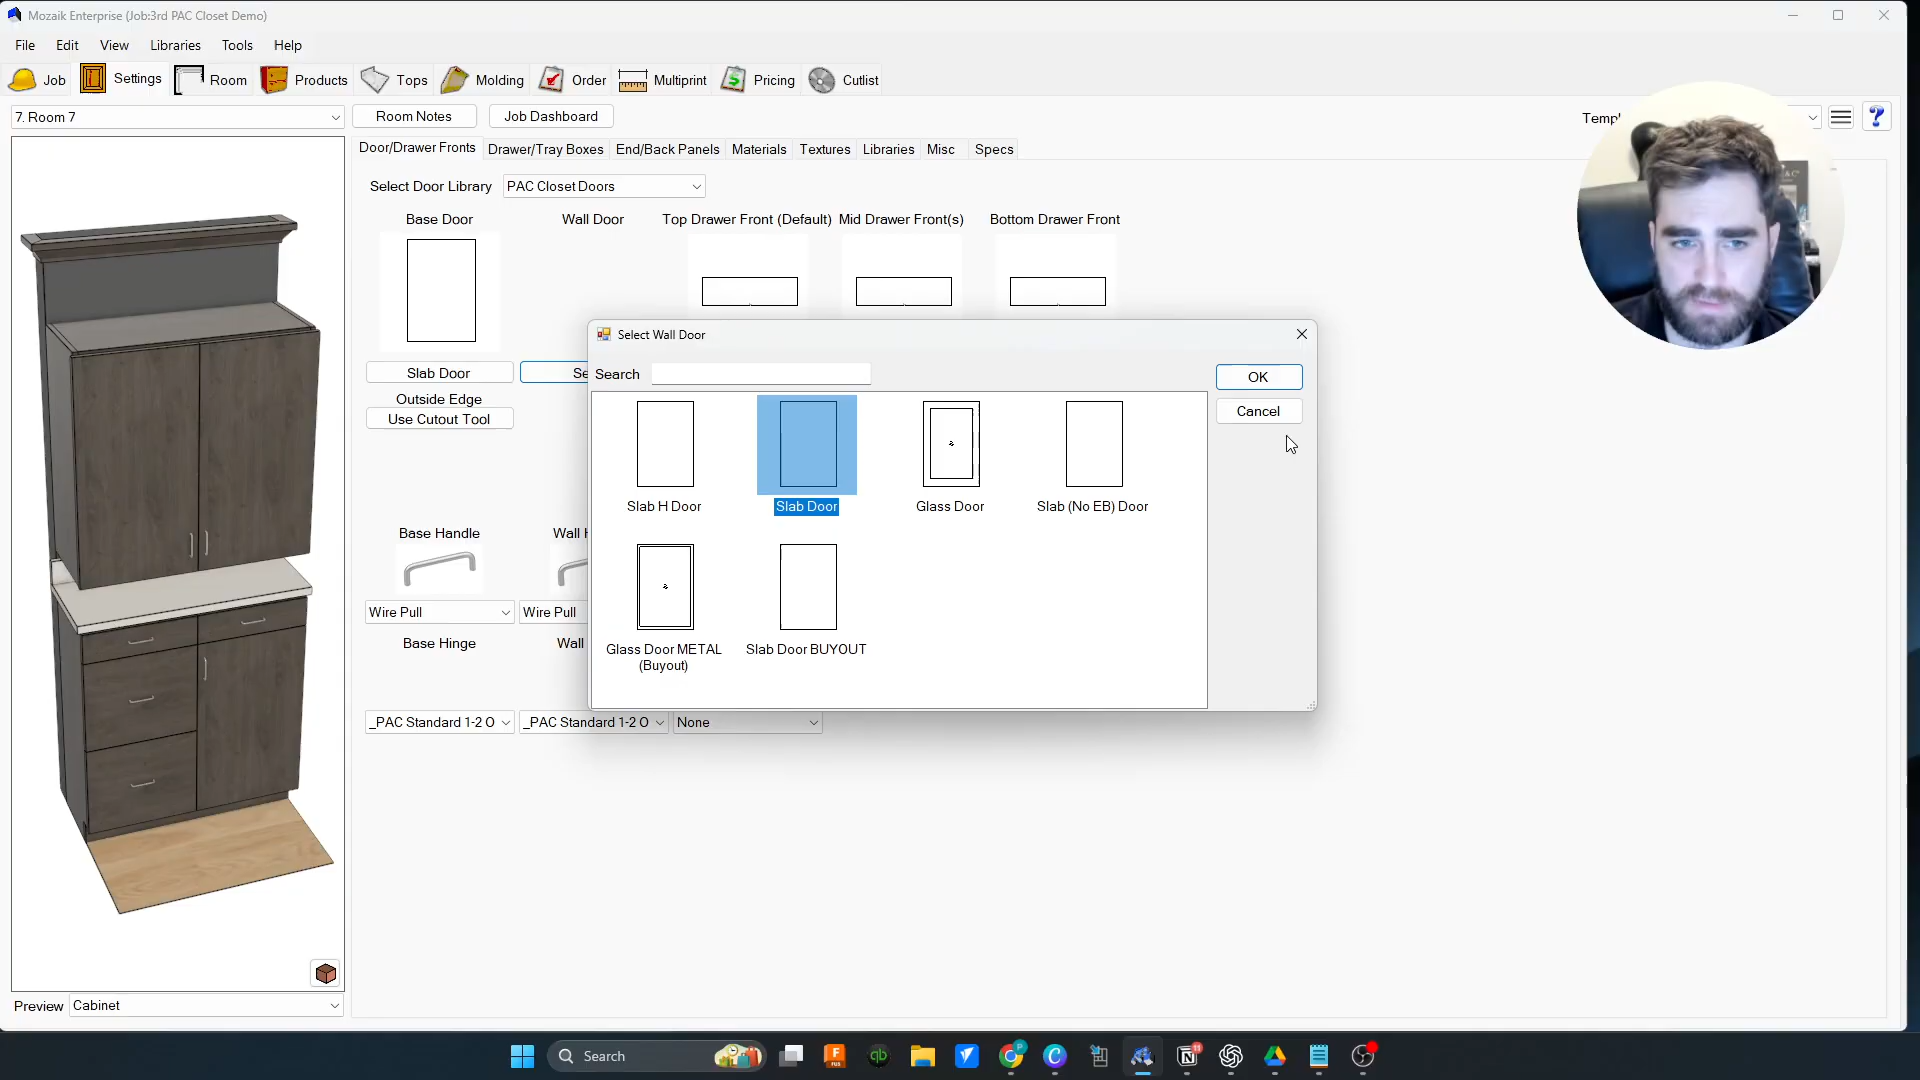 Mozaik Enterprise (Job:3rd PAC Closet Demo)
File Edit View Libraries Tools Help
Job Settings Room Products Tops Molding Order Multiprint Pricing Cutlist
7. Room 7 Room Notes Job Dashboard
Door/Drawer Fronts Drawer/Tray Boxes End/Back Panels Materials Textures Libraries Misc Specs
Select Door Library PAC Closet Doors
Base Door Wall Door Top Drawer Front (Default) Mid Drawer Front(s) Bottom Drawer Front
Select Wall Door
Search
OK
Cancel
Slab H Door Slab Door Glass Door Slab (No EB) Door
Glass Door METAL Slab Door BUYOUT
(Buyout)
Slab Door
Outside Edge
Use Cutout Tool
Base Handle
Wire Pull Wire Pull
Base Hinge Wall
_PAC Standard 1-2 O _PAC Standard 1-2 O None
Preview Cabinet
Search